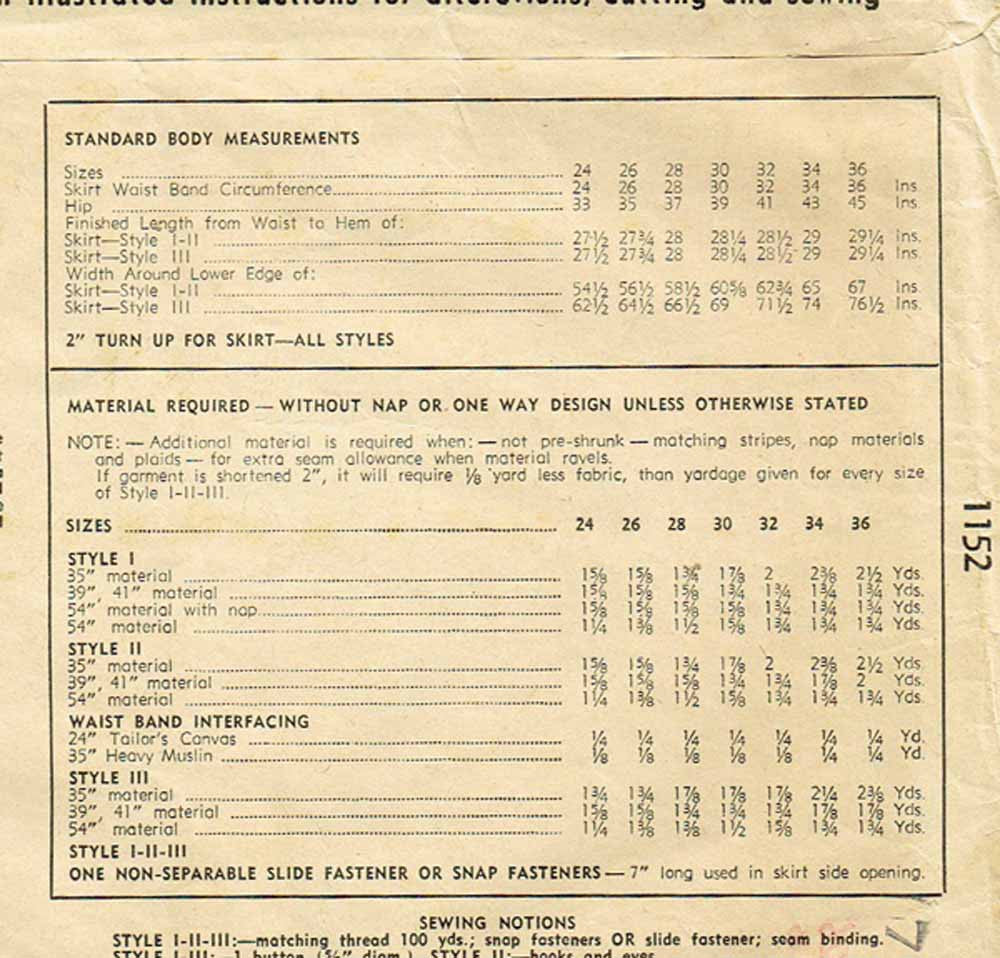 Illustrated Instructions for alterations, cutting and sewing
STANDARD BODY MEASUREMENTS
Sizes 24 26 28 30 32 34 36
Skirt Waist Band Circumference 24 26 28 30 32 34 36 Ins.
Hip 33 35 37 39 41 43 45 Ins.
Finished Length from Waist to Hem of:
Skirt—Style I-II 27½ 27¾ 28 28¼ 28½ 29 29¼ Ins.
Skirt—Style III 27½ 27¾ 28 28¼ 28½ 29 29¼ Ins.
Width Around Lower Edge of:
Skirt—Style I-II 54½ 56½ 58½ 60⅝ 62¾ 65 67 Ins.
Skirt—Style III 62½ 64½ 66½ 69 71½ 74 76½ Ins.
2" TURN UP FOR SKIRT—ALL STYLES
MATERIAL REQUIRED — WITHOUT NAP OR ONE WAY DESIGN UNLESS OTHERWISE STATED
NOTE: — Additional material is required when: — not pre-shrunk — matching stripes, nap materials
and plaids — for extra seam allowance when material ravels.
If garment is shortened 2", it will require ⅛ yard less fabric, than yardage given for every size
of Style I-II-III.
SIZES 24 26 28 30 32 34 36
STYLE I
35" material 1⅝ 1⅝ 1¾ 1⅞ 2 2⅜ 2½ Yds.
39", 41" material 1⅝ 1⅝ 1⅝ 1¾ 1¾ 1¾ 1¾ Yds.
54" material with nap 1⅝ 1⅝ 1⅝ 1⅝ 1¾ 1¾ 1¾ Yds.
54" material 1¼ 1⅜ 1½ 1⅝ 1¾ 1¾ 1¾ Yds.
STYLE II
35" material 1⅝ 1⅝ 1¾ 1⅞ 2 2⅜ 2½ Yds.
39", 41" material 1⅝ 1⅝ 1⅝ 1¾ 1¾ 1⅞ 2 Yds.
54" material 1¼ 1⅜ 1½ 1⅝ 1¾ 1¾ 1¾ Yds.
WAIST BAND INTERFACING
24" Tailor's Canvas ¼ ¼ ¼ ¼ ¼ ¼ ¼ Yd.
35" Heavy Muslin ⅛ ⅛ ⅛ ⅛ ⅛ ¼ ¼ Yd.
STYLE III
35" material 1¾ 1¾ 1⅞ 1⅞ 1⅞ 2¼ 2⅜ Yds.
39" 41" material 1⅝ 1⅝ 1¾ 1¾ 1¾ 1⅞ 1⅞ Yds.
54" material 1¼ 1⅜ 1⅜ 1½ 1⅝ 1¾ 1¾ Yds.
STYLE I-II-III
ONE NON-SEPARABLE SLIDE FASTENER OR SNAP FASTENERS — 7" long used in skirt side opening.
1152
SEWING NOTIONS
STYLE I-II-III:—matching thread 100 yds.; snap fasteners OR slide fastener; seam binding.
STYLE I-III:—1 button (⅝" diam.) STYLE II:—hooks and eyes